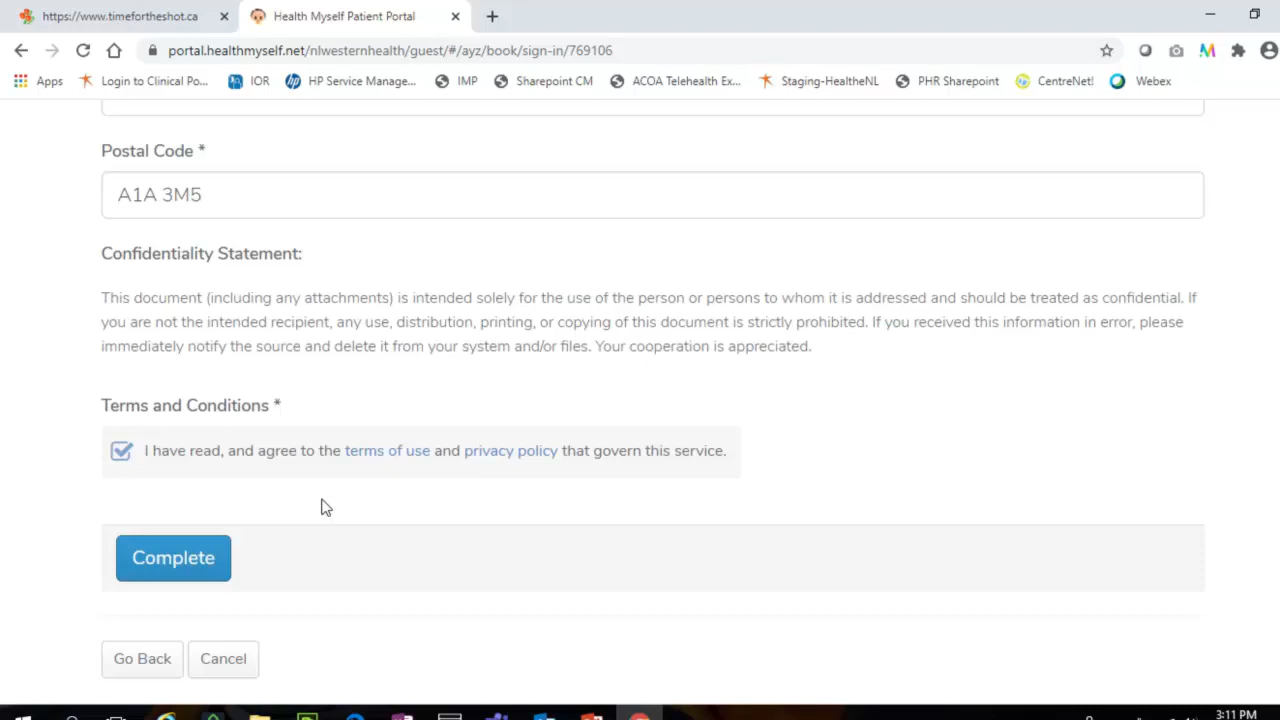 https://www.timefortheshot.ca
Health Myself Patient Portal
portal.healthmyself.net/nlwesternhealth/guest/#/ayz/book/sign-in/769106
Apps
Login to Clinical Po...
IOR
HP Service Manage...
IMP
Sharepoint CM
ACOA Telehealth Ex...
Staging-HealtheNL
PHR Sharepoint
CentreNet!
Webex
Postal Code *
A1A 3M5
Confidentiality Statement:
This document (including any attachments) is intended solely for the use of the person or persons to whom it is addressed and should be treated as confidential. If
you are not the intended recipient, any use, distribution, printing, or copying of this document is strictly prohibited. If you received this information in error, please
immediately notify the source and delete it from your system and/or files. Your cooperation is appreciated.
Terms and Conditions *
I have read, and agree to the terms of use and privacy policy that govern this service.
Complete
Go Back
Cancel
3:11 PM